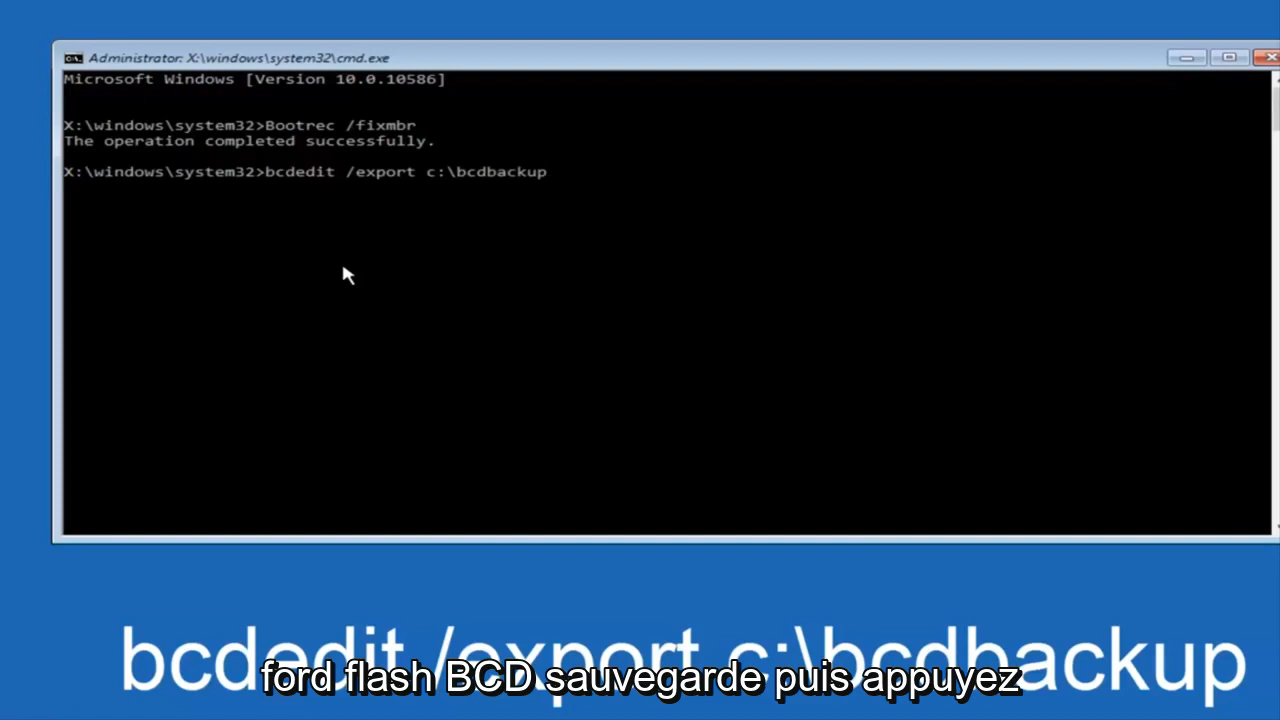 Administrator: X:\windows\system32\cmd.exe
Microsoft Windows [Version 10.0.10586]
X:\windows\system32>Bootrec /fixmbr
The operation completed successfully.
X:\windows\system32>bcdedit /export c:\bcdbackup
bcdedit /export c:\bcdbackup
ford flash BCD sauvegarde puis appuyez